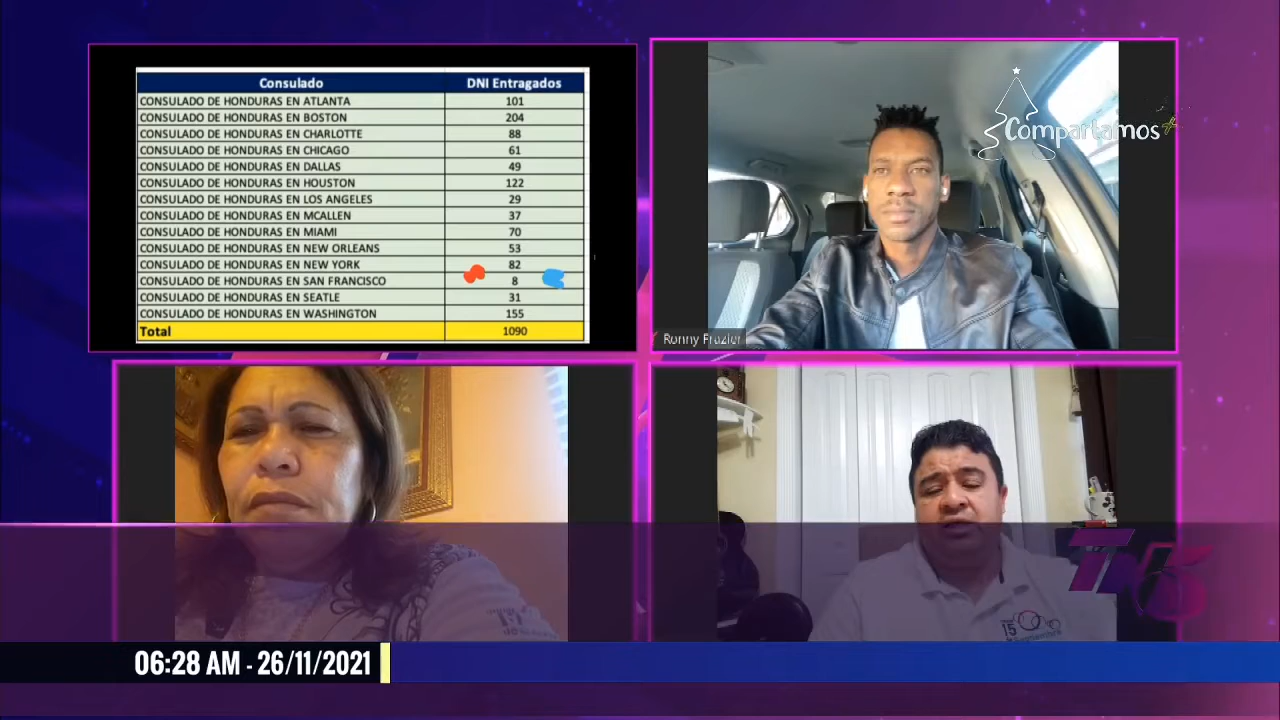 Consulado DNI Entragados
CONSULADO DE HONDURAS EN ATLANTA 101
CONSULADO DE HONDURAS EN BOSTON 204
CONSULADO DE HONDURAS EN CHARLOTTE 88
CONSULADO DE HONDURAS EN CHICAGO 61
CONSULADO DE HONDURAS EN DALLAS 49
CONSULADO DE HONDURAS EN HOUSTON 122
CONSULADO DE HONDURAS EN LOS ANGELES 29
CONSULADO DE HONDURAS EN MCALLEN 37
CONSULADO DE HONDURAS EN MIAMI 70
CONSULADO DE HONDURAS EN NEW ORLEANS 53
CONSULADO DE HONDURAS EN NEW YORK 82
CONSULADO DE HONDURAS EN SAN FRANCISCO 8
CONSULADO DE HONDURAS EN SEATLE 31
CONSULADO DE HONDURAS EN WASHINGTON 155
Total 1090
Compartamos
Ronny Frazier
15
TN5
06:28 AM - 26/11/2021